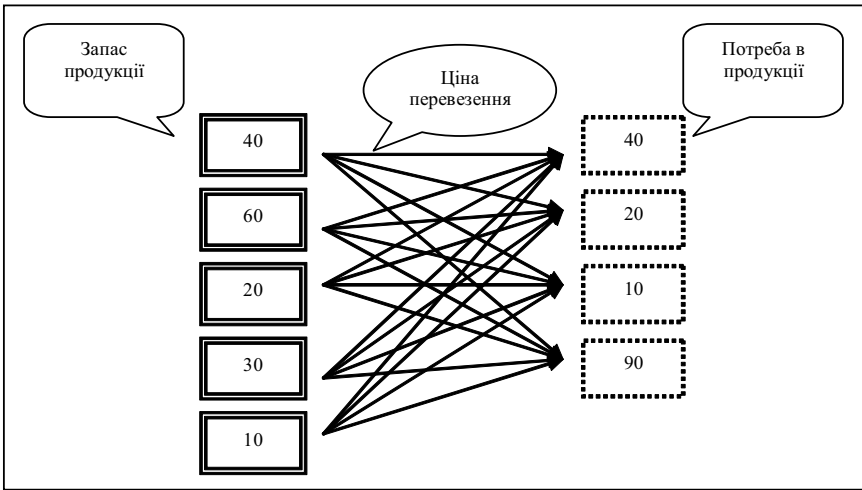 Запас
продукції
Ціна
перевезення
Потреба в
продукції
40
60
20
30
10
40
20
10
90